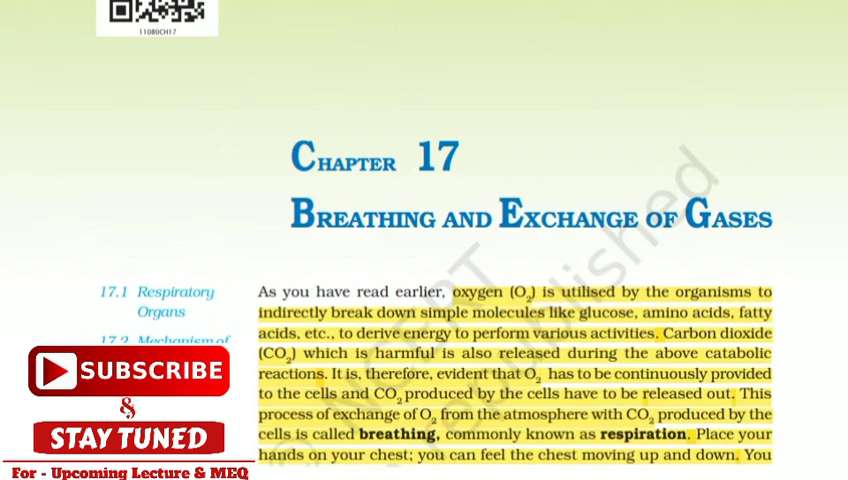 11080CH17
CHAPTER 17
BREATHING AND EXCHANGE OF GASES
17.1 Respiratory
Organs
17.2 Mechanism of
As you have read earlier, oxygen (O₂) is utilised by the organisms to
indirectly break down simple molecules like glucose, amino acids, fatty
acids, etc., to derive energy to perform various activities. Carbon dioxide
(CO₂) which is harmful is also released during the above catabolic
reactions. It is, therefore, evident that O₂ has to be continuously provided
to the cells and CO₂ produced by the cells have to be released out. This
process of exchange of O₂ from the atmosphere with CO₂ produced by the
cells is called breathing, commonly known as respiration. Place your
hands on your chest; you can feel the chest moving up and down. You
SUBSCRIBE
&
STAY TUNED
For - Upcoming Lecture & MEQ
NCERT
republished